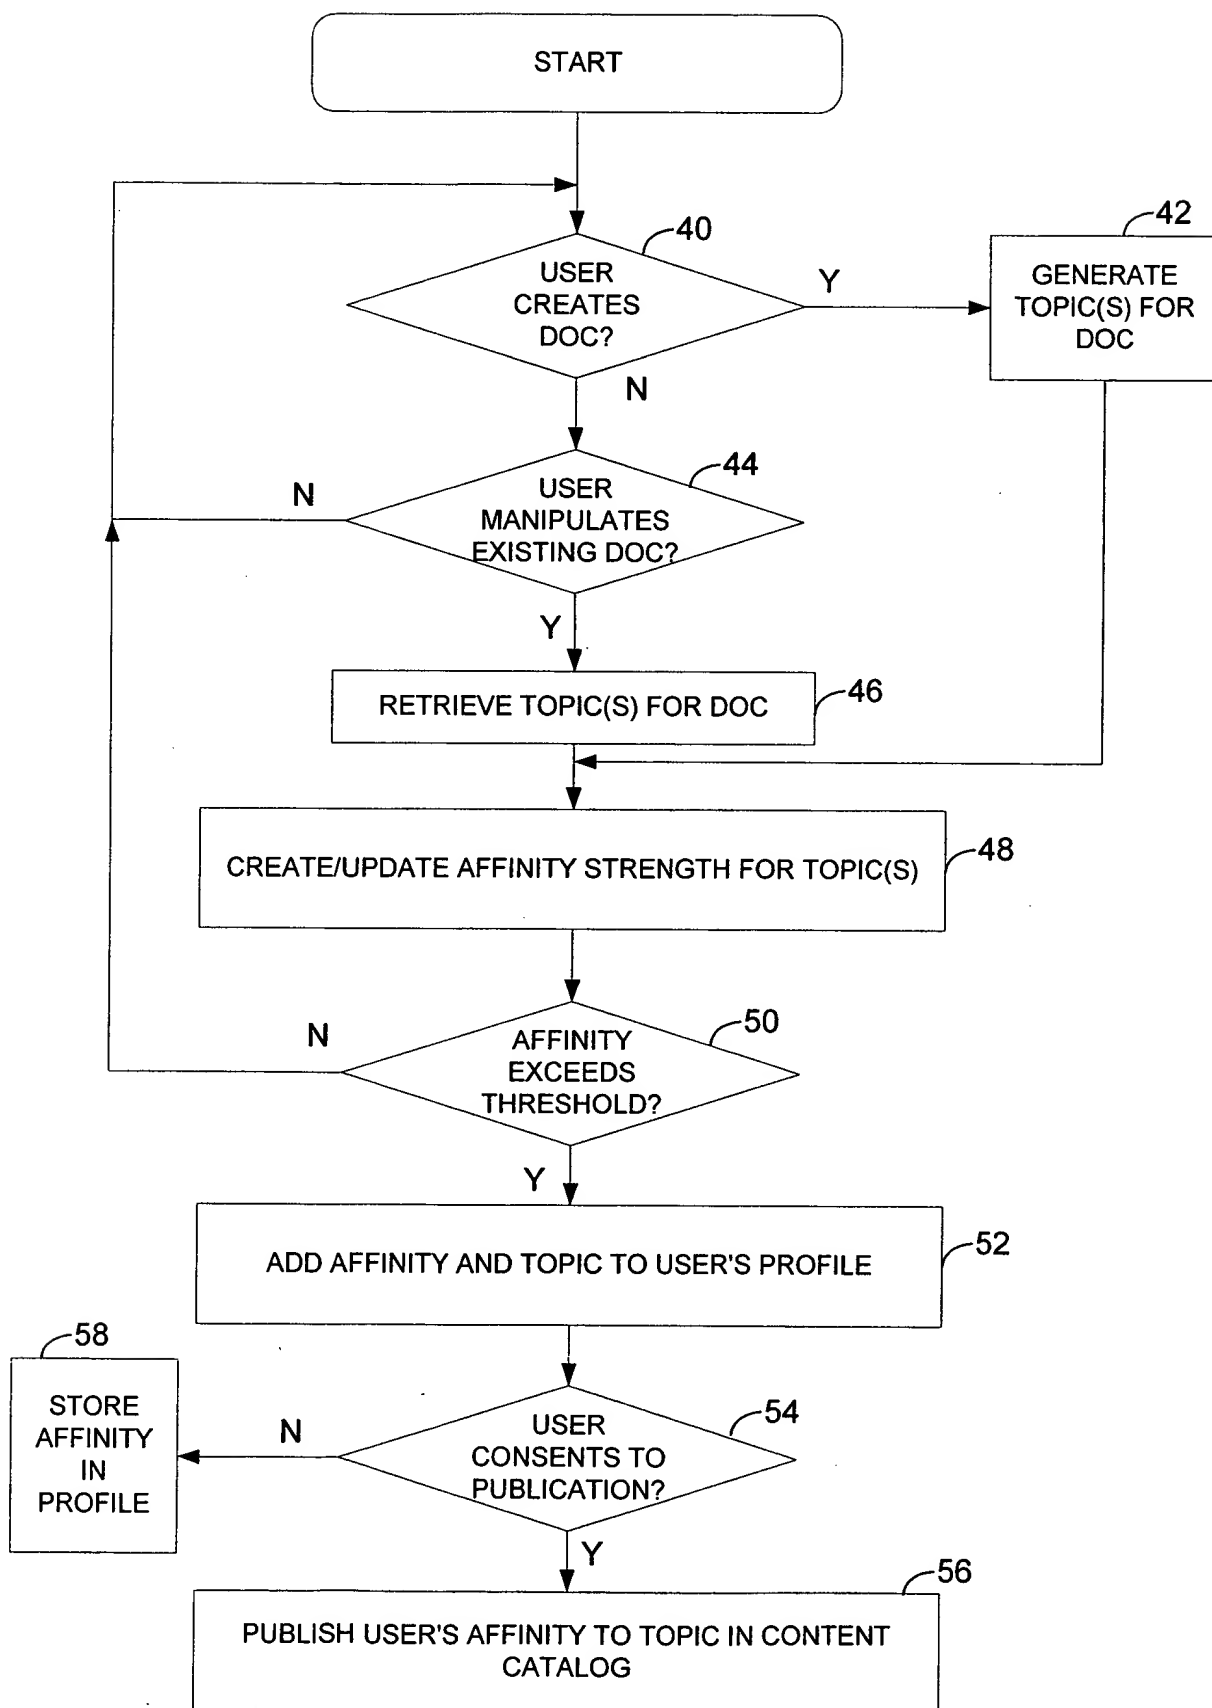 START
40
USER
CREATES
DOC?
Y
42
GENERATE
TOPIC(S) FOR
DOC
N
44
USER
MANIPULATES
EXISTING DOC?
N
Y
RETRIEVE TOPIC(S) FOR DOC
46
CREATE/UPDATE AFFINITY STRENGTH FOR TOPIC(S)
48
50
AFFINITY
EXCEEDS
THRESHOLD?
N
Y
ADD AFFINITY AND TOPIC TO USER'S PROFILE
52
54
USER
CONSENTS TO
PUBLICATION?
N
58
STORE
AFFINITY
IN
PROFILE
Y
56
PUBLISH USER'S AFFINITY TO TOPIC IN CONTENT
CATALOG